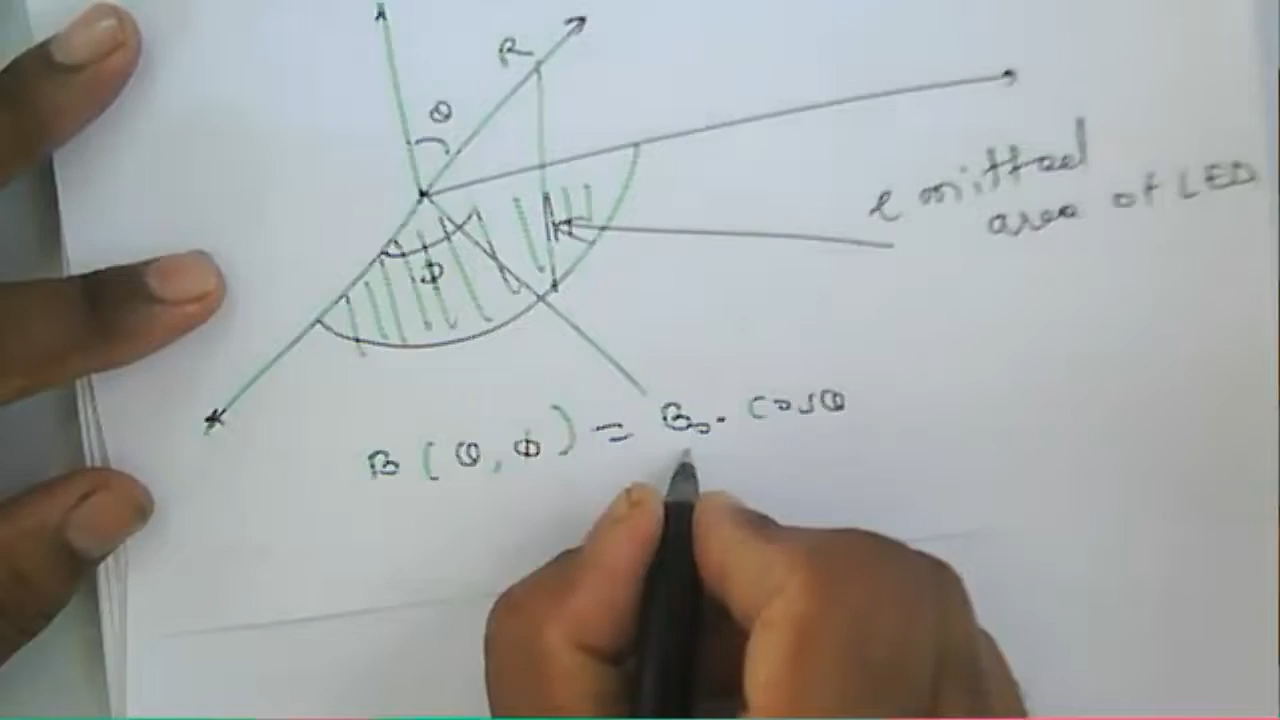 R
θ
emitted
area of LED
Φ
B(θ,Φ) = B₀. cosθ